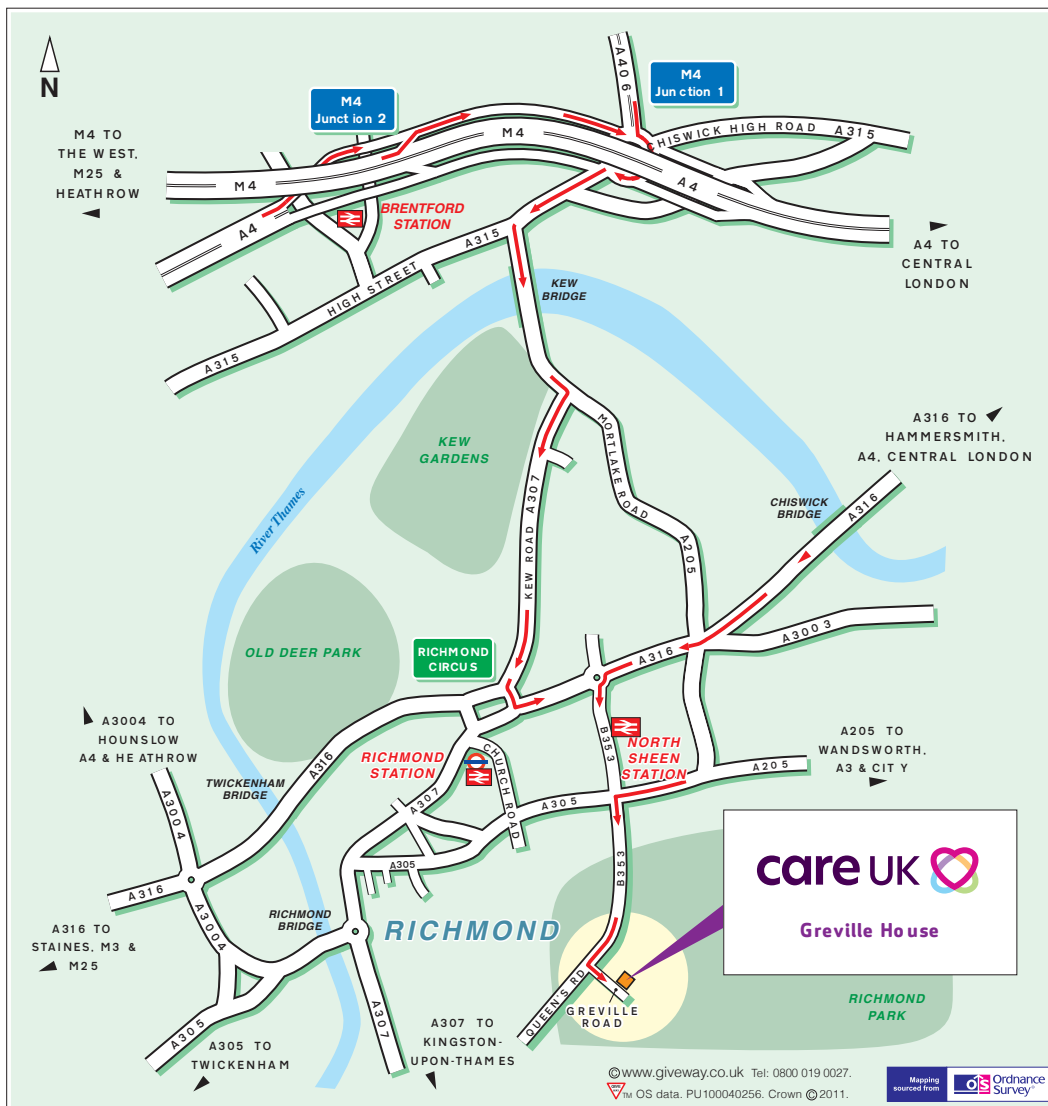 N
M4 TO
THE WEST,
M25 &
HEATHROW
M4
Junction 2
A406
M4
Junction 1
CHISWICK HIGH ROAD A315
M4
M4
A4
A4
BRENTFORD
STATION
A315
HIGH STREET
A315
A4 TO
CENTRAL
LONDON
KEW
BRIDGE
KEW
GARDENS
MORTLAKE ROAD
A205
KEW ROAD A307
River Thames
A316 TO
HAMMERSMITH,
A4, CENTRAL LONDON
CHISWICK
BRIDGE
A316
A3003
OLD DEER PARK
RICHMOND
CIRCUS
A316
A3004 TO
HOUNSLOW
A4 & HEATHROW
TWICKENHAM
BRIDGE
A316
RICHMOND
STATION
CHURCH ROAD
A307
B353
NORTH
SHEEN
STATION
A205
A205 TO
WANDSWORTH,
A3 & CITY
A305
A305
B353
A3004
A316
A3004
A316 TO
STAINES, M3 &
M25
RICHMOND
BRIDGE
RICHMOND
care UK
Greville House
QUEEN'S RD
GREVILLE
ROAD
RICHMOND
PARK
A305
A305 TO
TWICKENHAM
A307
A307 TO
KINGSTON-
UPON-THAMES
© www.giveway.co.uk Tel: 0800 019 0027.
GIVE WAY TM OS data. PU100040256. Crown © 2011.
Mapping
sourced from
OS Ordnance
Survey®